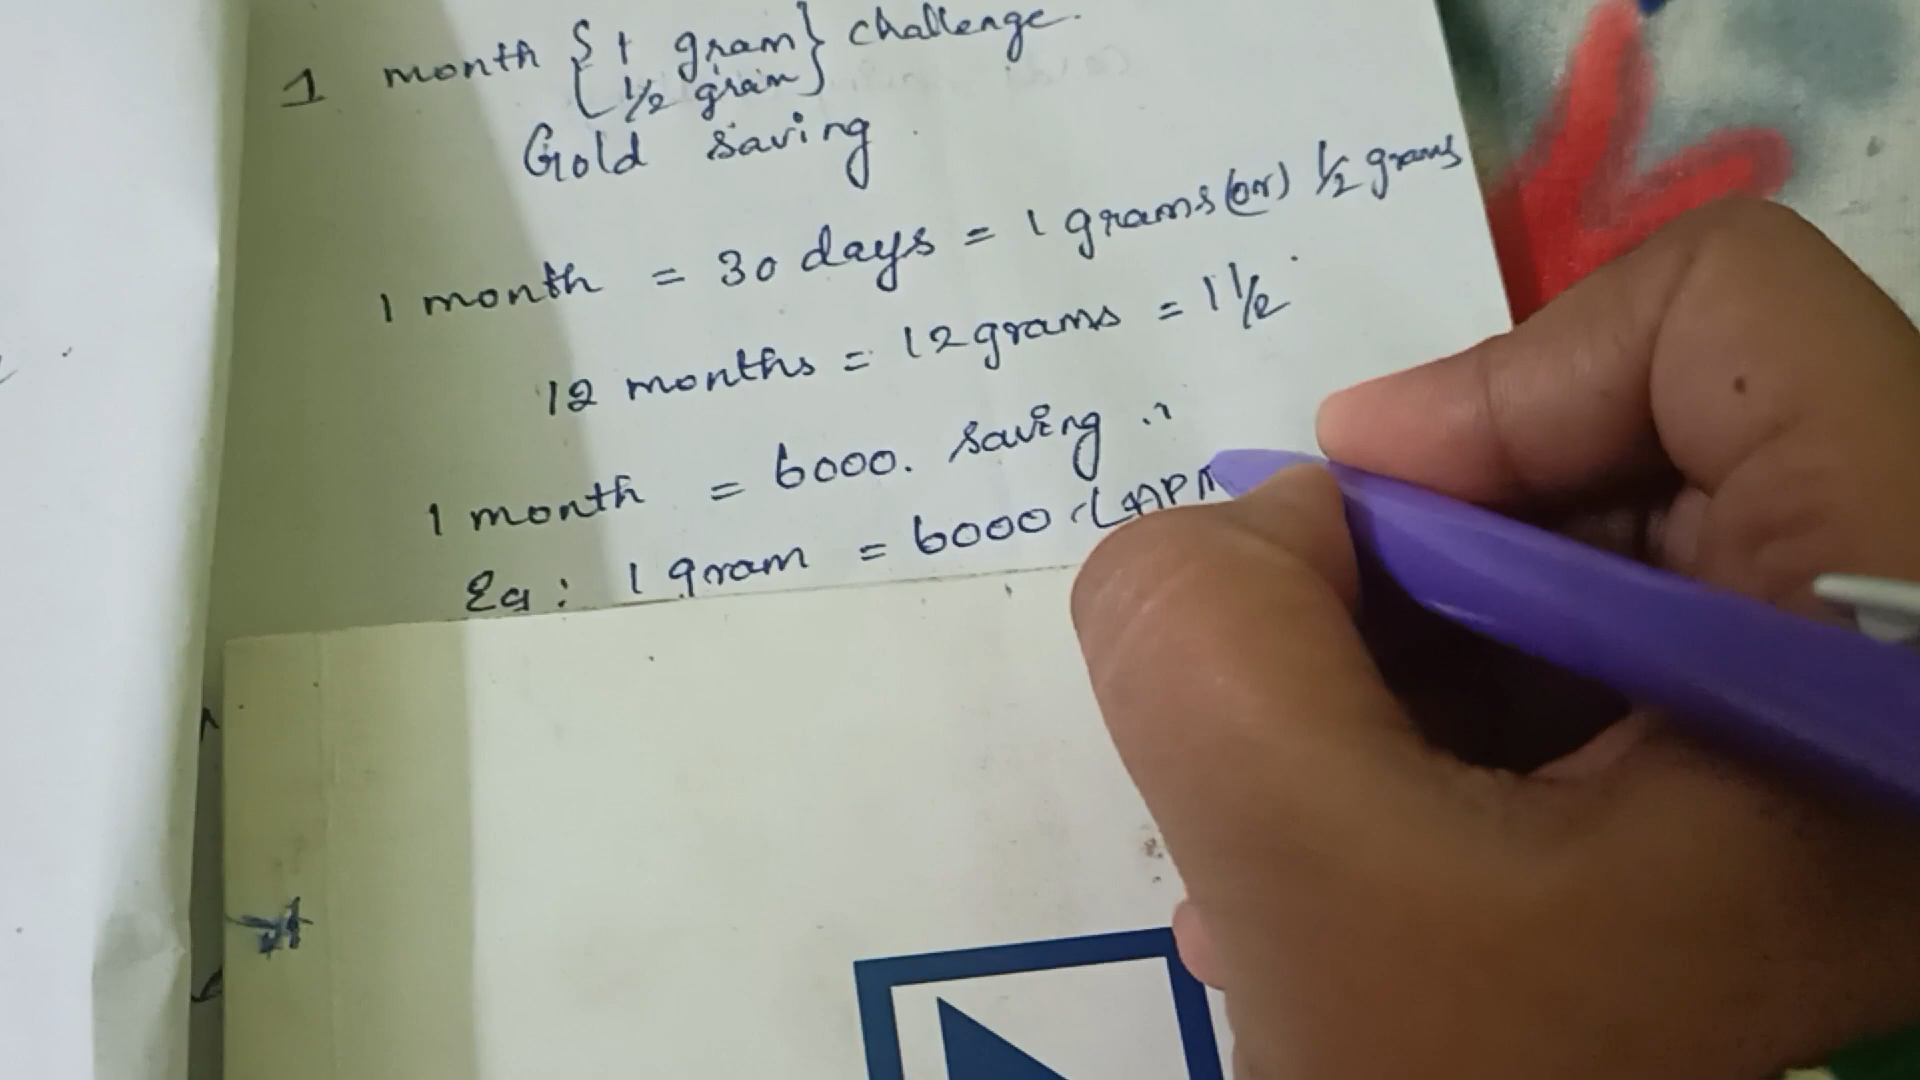 1 month { 1 gram } challenge.
{ 1/2 gram }
Gold saving
1 month = 30 days = 1 grams (or) 1/2 grams
12 months = 12 grams = 1 1/2
1 month = 6000. saving
Eg: 1 gram = 6000